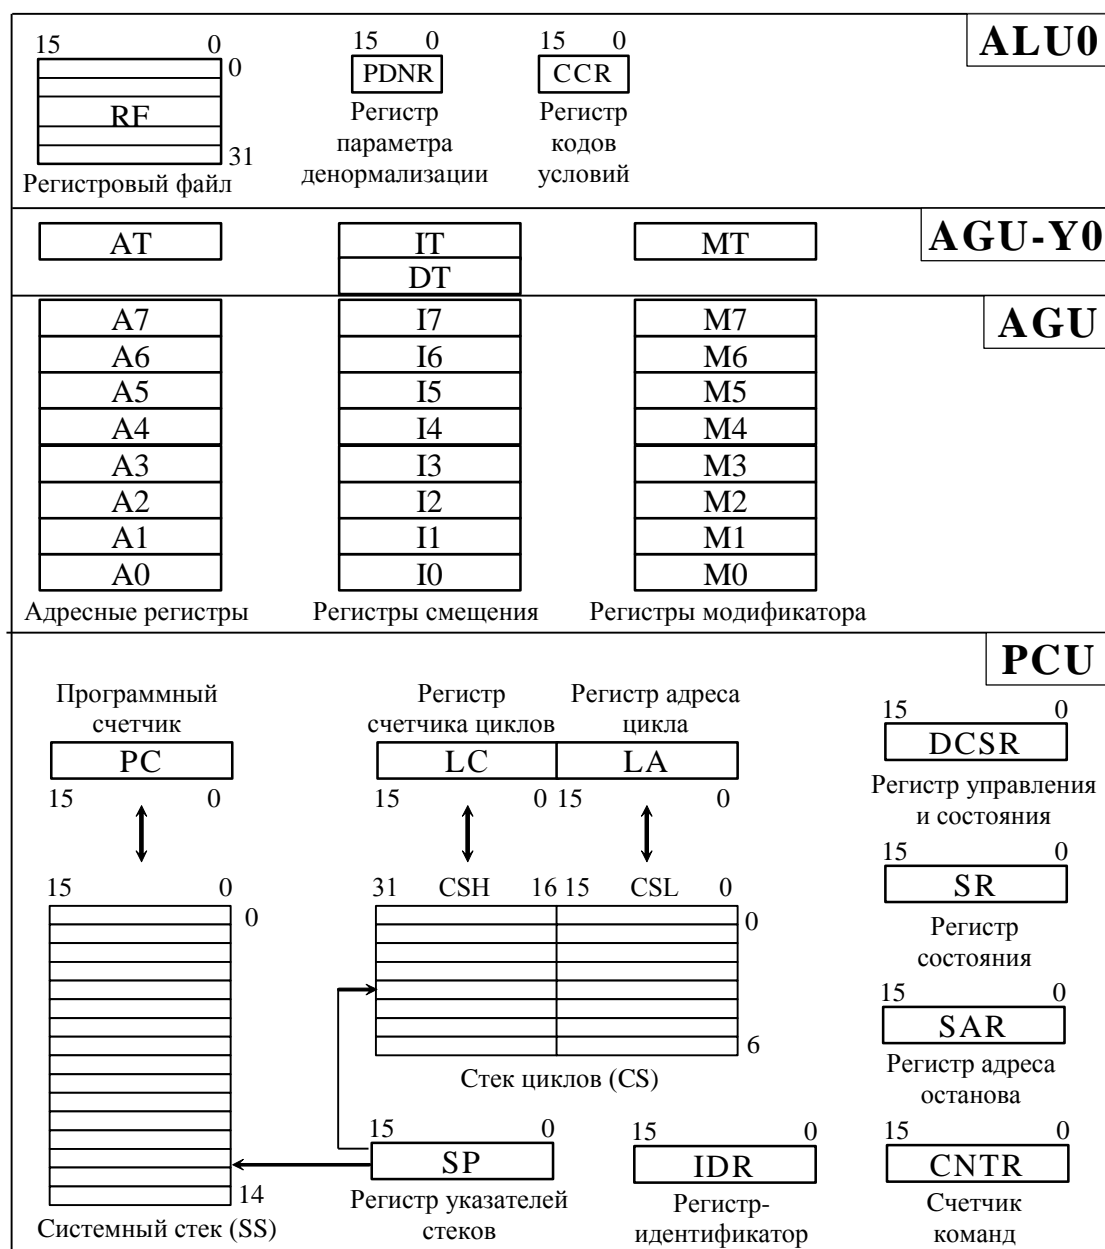 ALU0
15 0
0
RF
31
Регистровый файл
15 0
PDNR
Регистр
параметра
денормализации
15 0
CCR
Регистр
кодов
условий
AGU-Y0
AT
IT
MT
DT
AGU
A7 I7 M7
A6 I6 M6
A5 I5 M5
A4 I4 M4
A3 I3 M3
A2 I2 M2
A1 I1 M1
A0 I0 M0
Адресные регистры
Регистры смещения
Регистры модификатора
PCU
Программный
счетчик
PC
15 0
Регистр
счетчика циклов
LC
15 0
Регистр адреса
цикла
LA
15 0
15 0
DCSR
Регистр управления
и состояния
15 0
SR
Регистр
состояния
15 0
SAR
Регистр адреса
останова
15 0
CNTR
Счетчик
команд
15 0
0
14
Системный стек (SS)
31 CSH 16 15 CSL 0
0
6
Стек циклов (CS)
15 0
SP
Регистр указателей
стеков
15 0
IDR
Регистр-
идентификатор